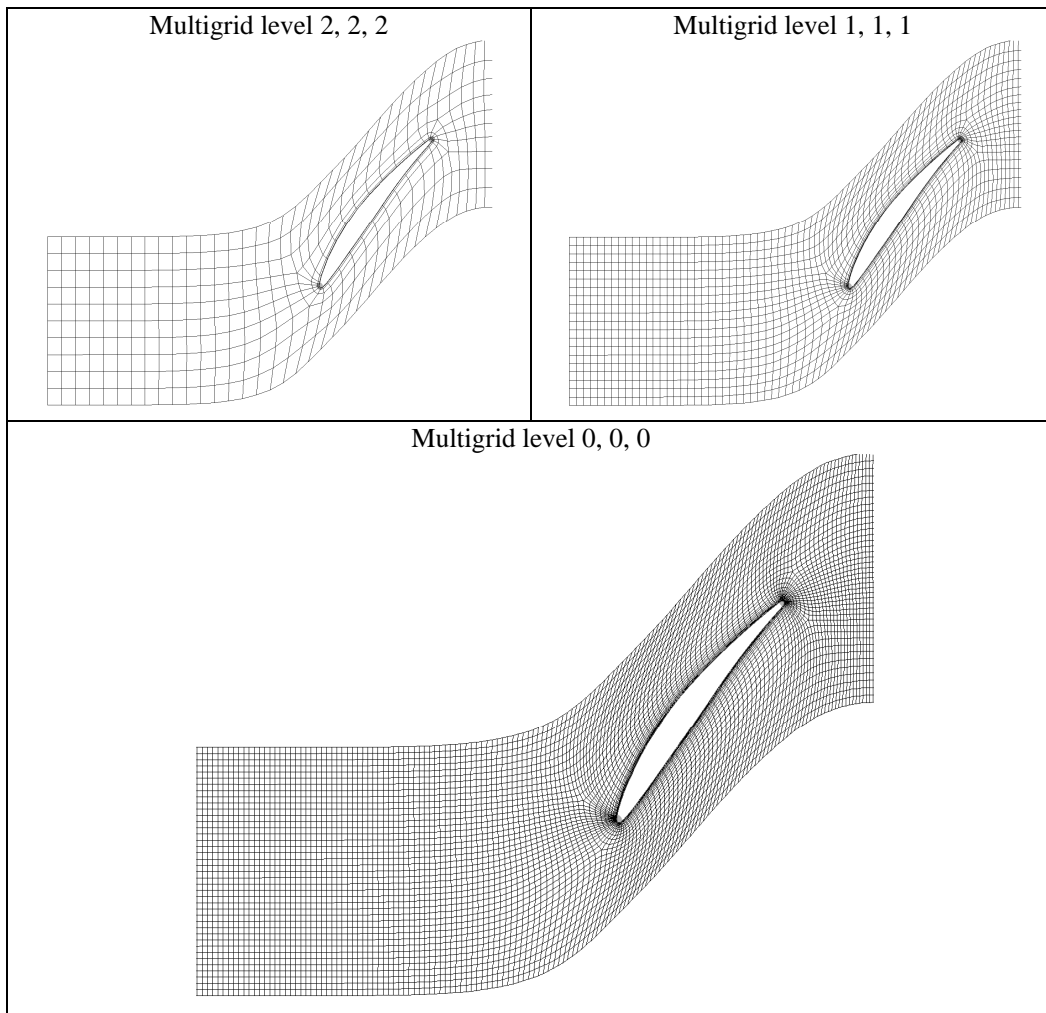 Multigrid level 2, 2, 2
Multigrid level 1, 1, 1
Multigrid level 0, 0, 0